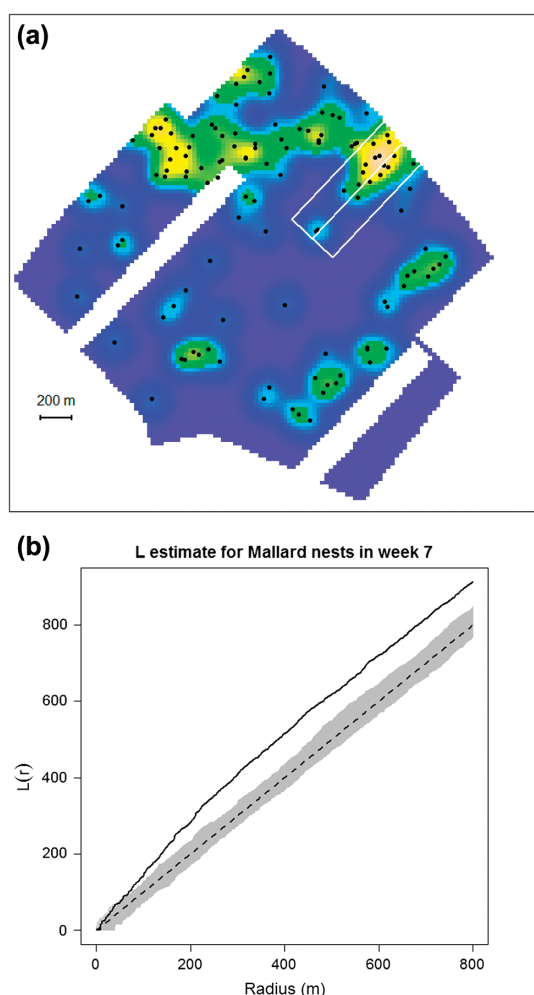 (a)
200 m
(b)
L estimate for Mallard nests in week 7
800
600
400
200
0
L(r)
0 200 400 600 800
Radius (m)